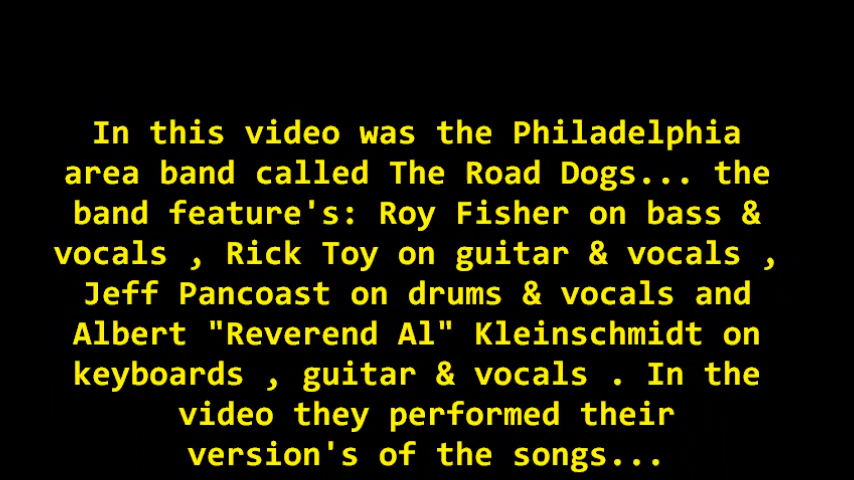 In this video was the Philadelphia
area band called The Road Dogs... the
band feature's: Roy Fisher on bass &
vocals , Rick Toy on guitar & vocals ,
Jeff Pancoast on drums & vocals and
Albert "Reverend Al" Kleinschmidt on
keyboards , guitar & vocals . In the
video they performed their
version's of the songs...